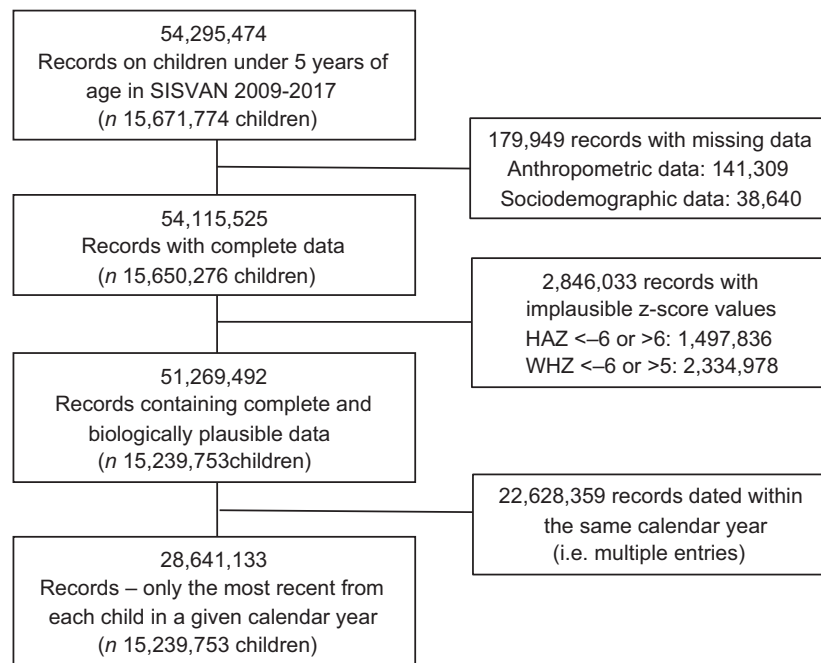 54,295,474
Records on children under 5 years of
age in SISVAN 2009-2017
(n 15,671,774 children)
179,949 records with missing data
Anthropometric data: 141,309
Sociodemographic data: 38,640
54,115,525
Records with complete data
(n 15,650,276 children)
2,846,033 records with
implausible z-score values
HAZ <–6 or >6: 1,497,836
WHZ <–6 or >5: 2,334,978
51,269,492
Records containing complete and
biologically plausible data
(n 15,239,753children)
22,628,359 records dated within
the same calendar year
(i.e. multiple entries)
28,641,133
Records – only the most recent from
each child in a given calendar year
(n 15,239,753 children)